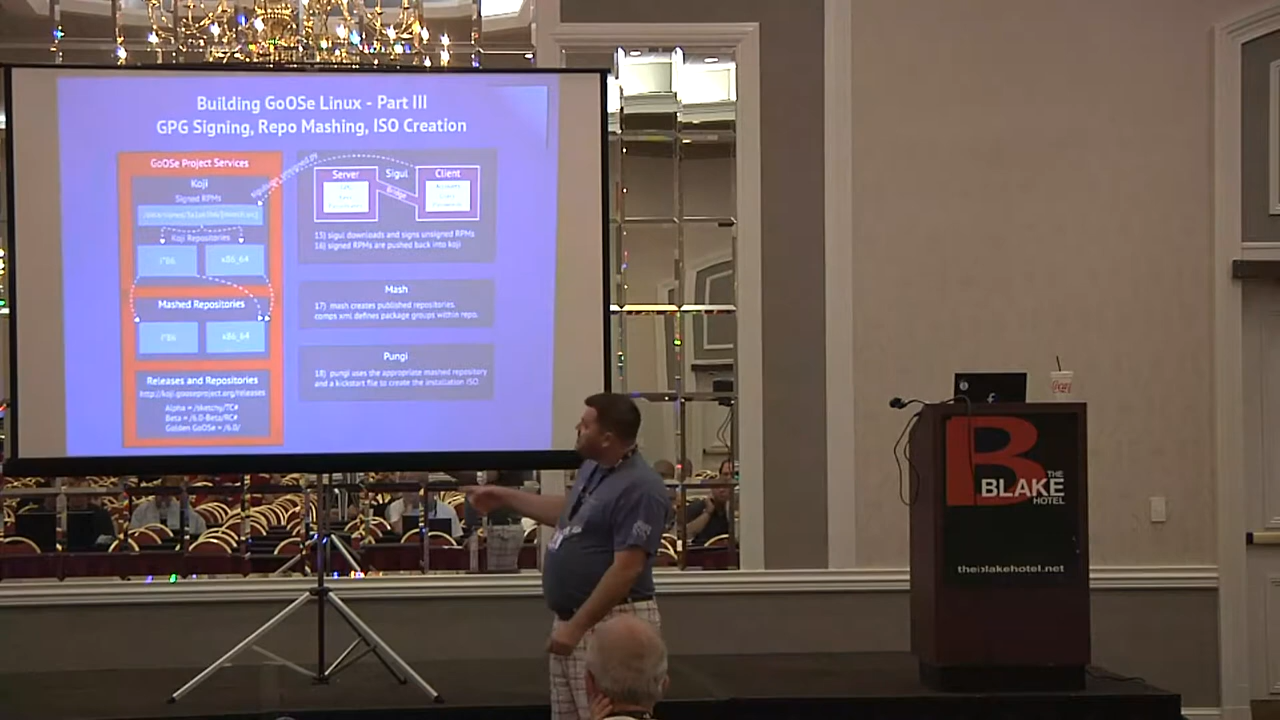 Building GoOSe Linux - Part III
GPG Signing, Repo Mashing, ISO Creation
GoOSe Project Services
Koji
Signed RPMs
Koji Repositories
i*86
x86_64
Mashed Repositories
i*86
x86_64
Releases and Repositories
http://koji.gooseproject.org/releases
Alpha = /sketchy/TC#
Beta = /6.0-Beta/RC#
Golden GoOSe = /6.0/
Server
Sigul
Client
Bridge
15) sigul downloads and signs unsigned RPMs
16) signed RPMs are pushed back into koji
Mash
17) mash creates published repositories.
comps xml defines package groups within repo.
Pungi
18) pungi uses the appropriate mashed repository
and a kickstart file to create the installation ISO.
B
THE
BLAKE
HOTEL
theblakehotel.net